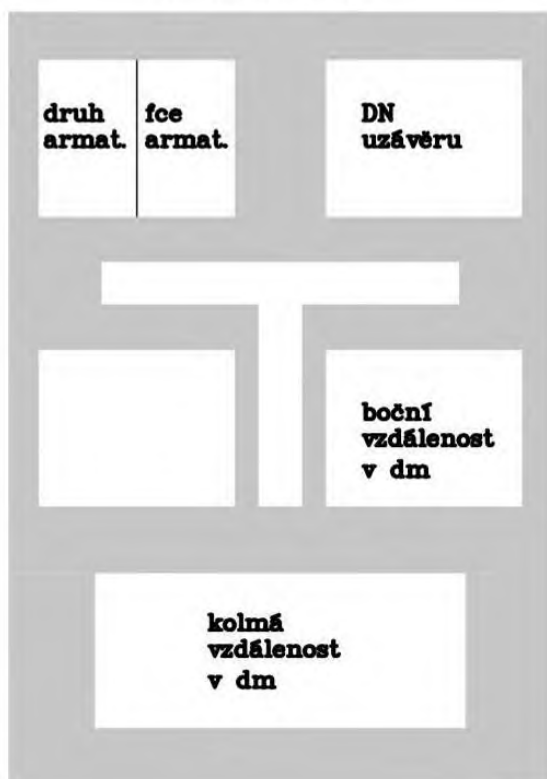 druh
armat.
fce
armat.
DN
uzávěru
boční
vzdálenost
v dm
kolmá
vzdálenost
v dm